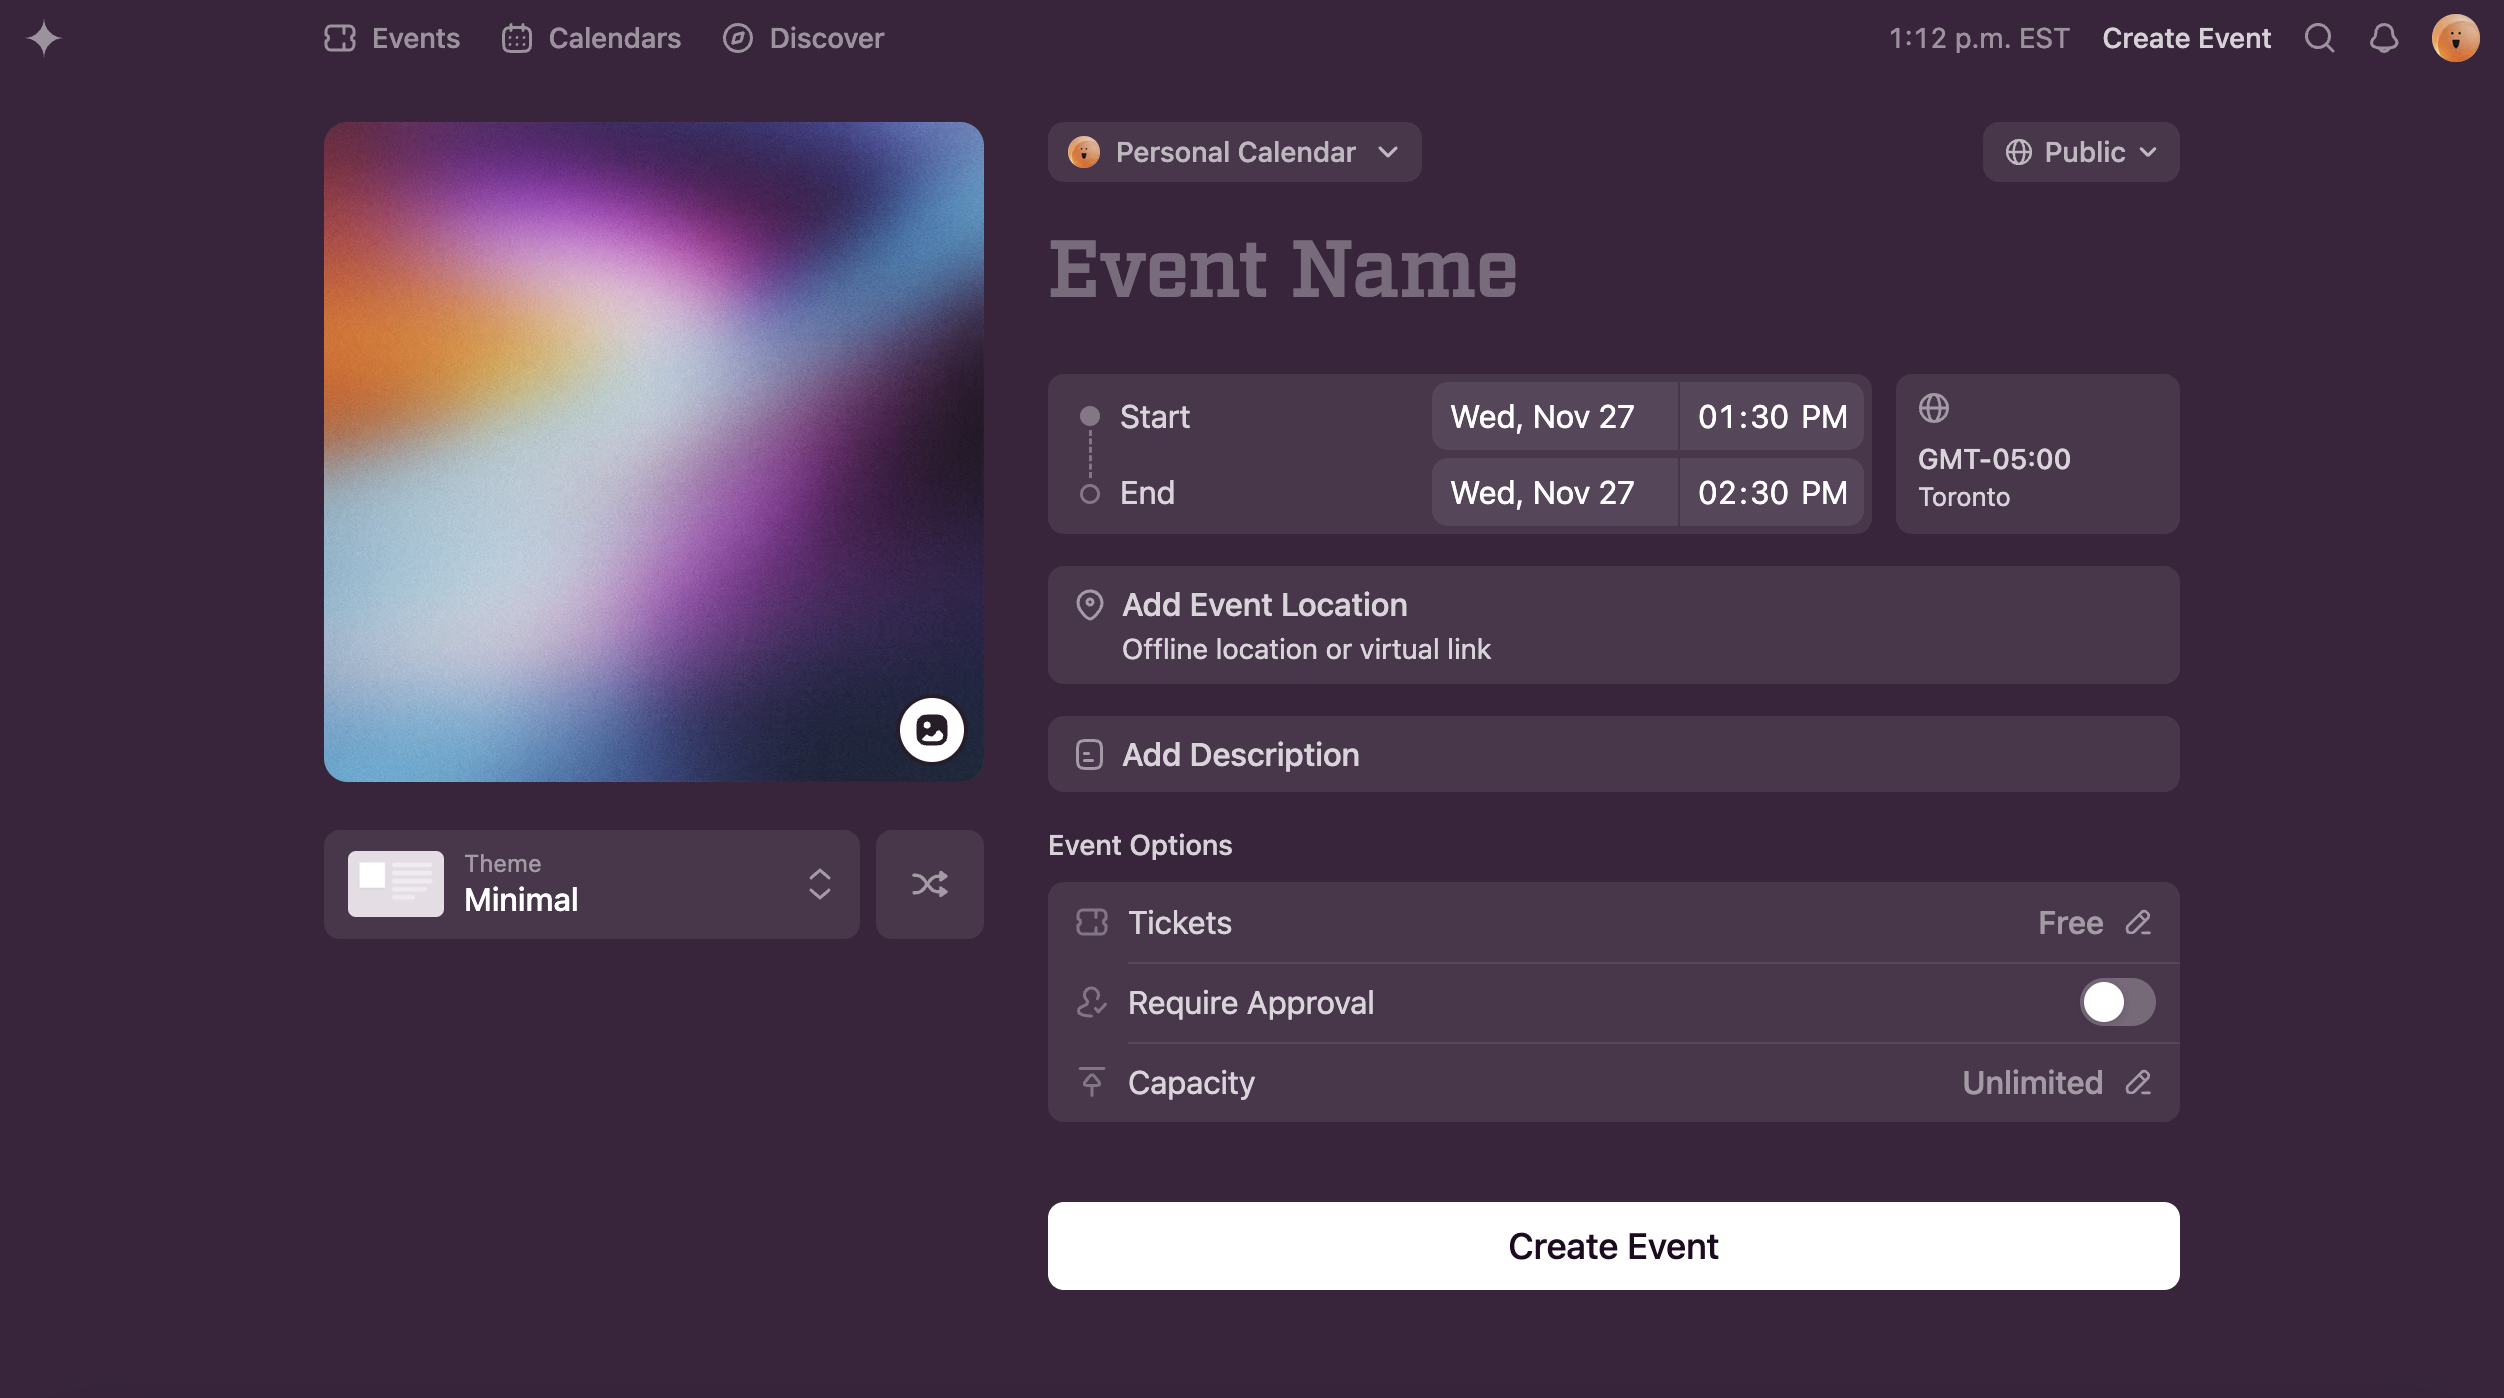 Events
Calendars
Discover
1:12 p.m. EST
Create Event
Personal Calendar
Public
Event Name
Start
Wed, Nov 27
01:30 PM
End
Wed, Nov 27
02:30 PM
GMT-05:00
Toronto
Add Event Location
Offline location or virtual link
Add Description
Theme
Minimal
Event Options
Tickets
Free
Require Approval
Capacity
Unlimited
Create Event